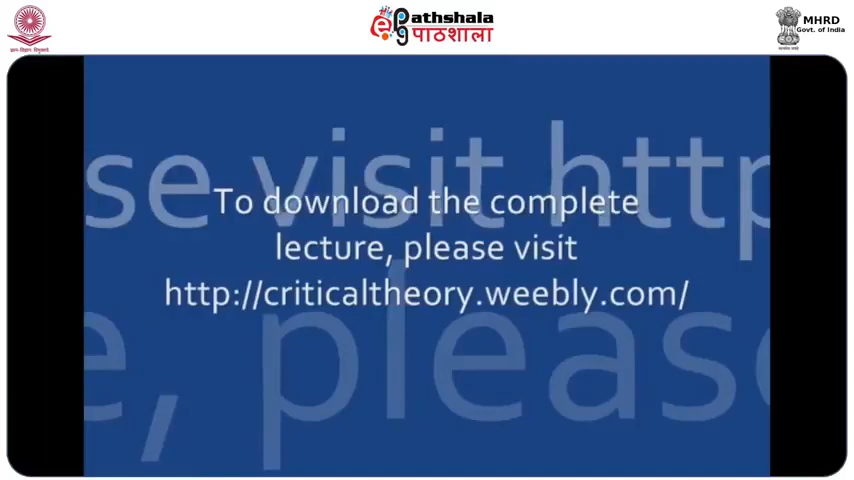 ePathshala
पाठशाला
MHRD
Govt. of India
se visit http
To download the complete
lecture, please visit
http://criticaltheory.weebly.com/
e, please